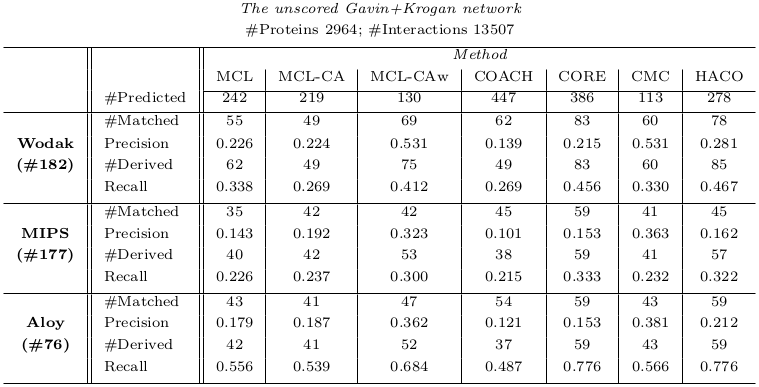 The unscored Gavin+Krogan network
#Proteins 2964; #Interactions 13507
Method
MCL MCL-CA MCL-CAw COACH CORE CMC HACO
#Predicted 242 219 130 447 386 113 278
#Matched 55 49 69 62 83 60 78
Wodak Precision 0.226 0.224 0.531 0.139 0.215 0.531 0.281
(#182) #Derived 62 49 75 49 83 60 85
Recall 0.338 0.269 0.412 0.269 0.456 0.330 0.467
#Matched 35 42 42 45 59 41 45
MIPS Precision 0.143 0.192 0.323 0.101 0.153 0.363 0.162
(#177) #Derived 40 42 53 38 59 41 57
Recall 0.226 0.237 0.300 0.215 0.333 0.232 0.322
#Matched 43 41 47 54 59 43 59
Aloy Precision 0.179 0.187 0.362 0.121 0.153 0.381 0.212
(#76) #Derived 42 41 52 37 59 43 59
Recall 0.556 0.539 0.684 0.487 0.776 0.566 0.776